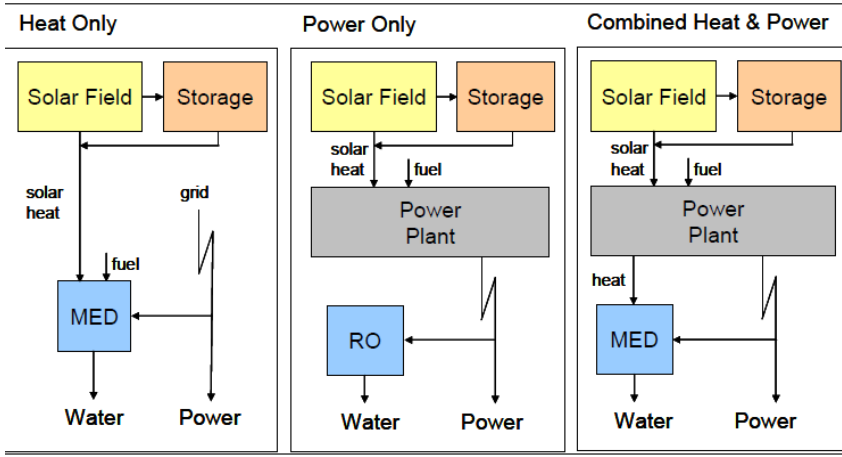 Heat Only
Solar Field
Storage
solar
heat
grid
fuel
MED
Water
Power
Power Only
Solar Field
Storage
solar
heat
fuel
Power
Plant
RO
Water
Power
Combined Heat & Power
Solar Field
Storage
solar
heat
fuel
Power
Plant
heat
MED
Water
Power